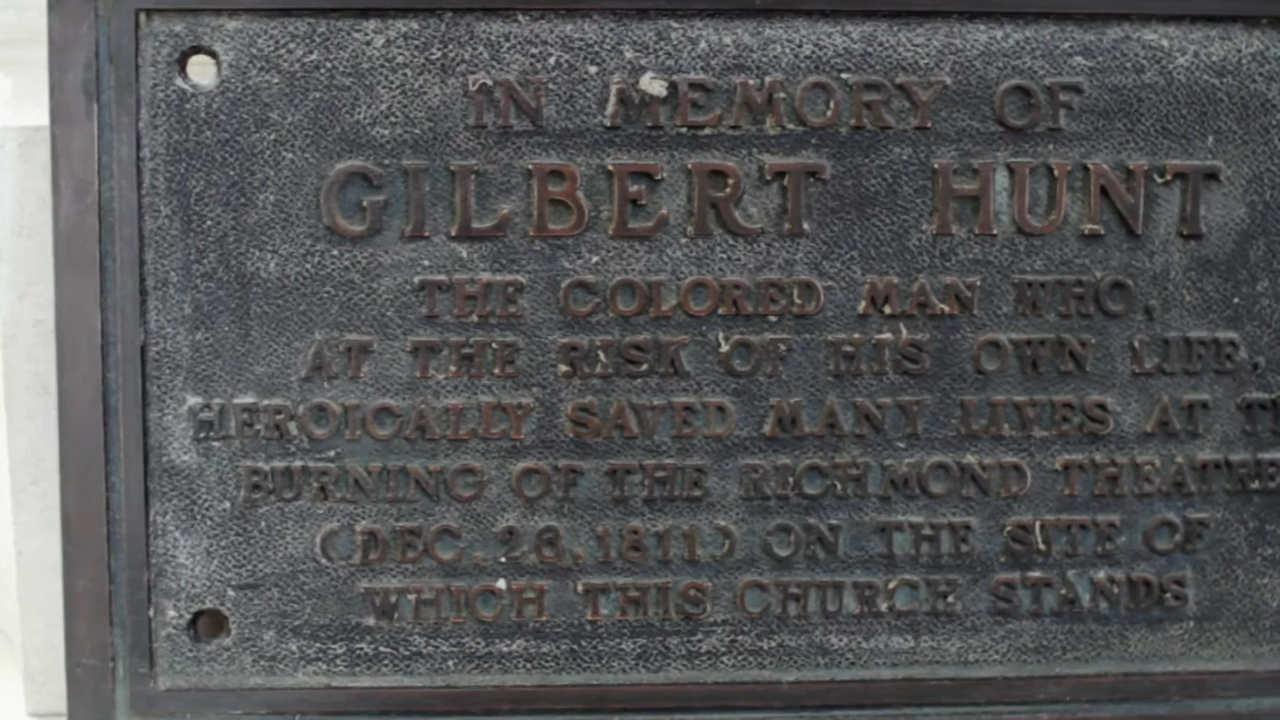 IN MEMORY OF
GILBERT HUNT
THE COLORED MAN WHO,
AT THE RISK OF HIS OWN LIFE,
HEROICALLY SAVED MANY LIVES AT
BURNING OF THE RICHMOND THEATRE
(DEC. 26, 1811) ON THE SITE OF
WHICH THIS CHURCH STANDS